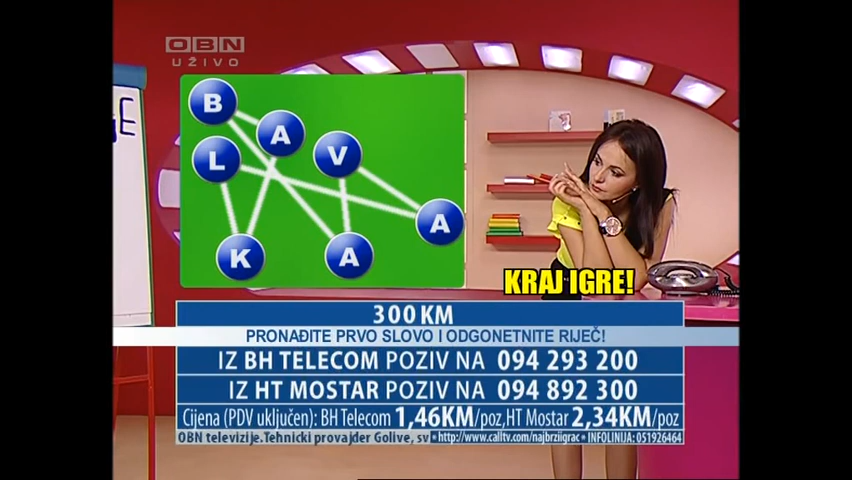 OBN
UŽIVO
B
A
V
L
A
K
A
KRAJ IGRE!
300 KM
PRONAĐITE PRVO SLOVO I ODGONETNITE RIJEČ!
IZ BH TELECOM POZIV NA 094 293 200
IZ HT MOSTAR POZIV NA 094 892 300
Cijena (PDV uključen): BH Telecom 1,46KM/poz,HT Mostar 2,34KM/poz
OBN televizije.Tehnicki provajder Golive, sv • http://www.calltv.com/najbrziigrac • INFOLINIJA: 051926464